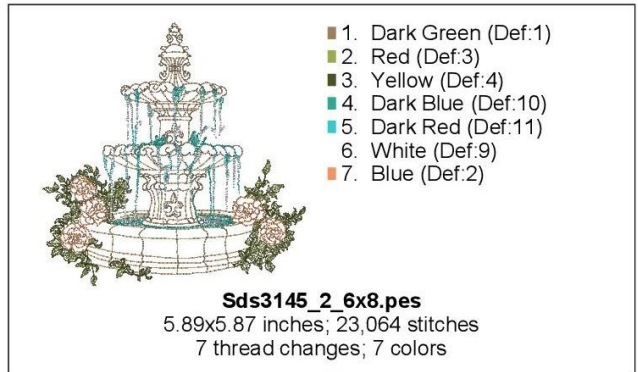 1. Dark Green (Def:1)
2. Red (Def:3)
3. Yellow (Def:4)
4. Dark Blue (Def:10)
5. Dark Red (Def:11)
6. White (Def:9)
7. Blue (Def:2)
Sds3145_2_6x8.pes
5.89x5.87 inches; 23,064 stitches
7 thread changes; 7 colors